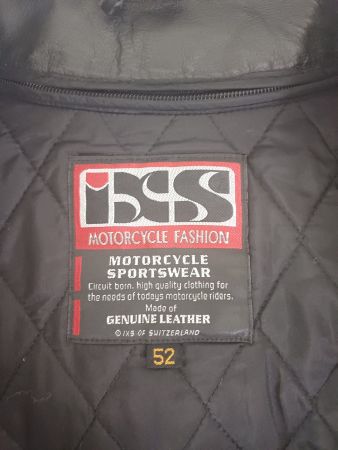 iXS
MOTORCYCLE FASHION
MOTORCYCLE
SPORTSWEAR
Circuit born, high quality clothing for
the needs of todays motorcycle riders.
Made of
GENUINE LEATHER
© IXS OF SWITZERLAND
52